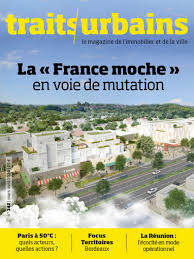 traits urbains
le magazine de l'immobilier et de la ville
La « France moche »
en voie de mutation
Paris à 50°C :
quels acteurs,
quelles actions ?
Focus
Territoires
Bordeaux
La Réunion :
l'écocité en mode
opérationnel